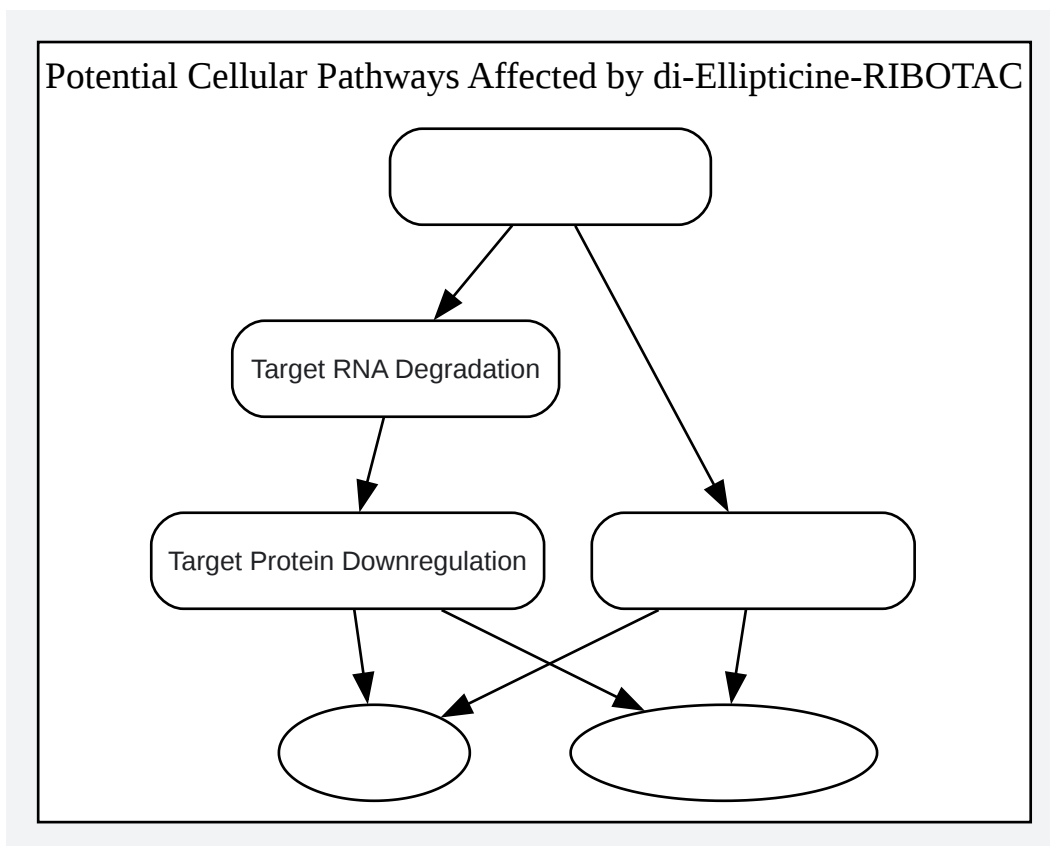 Potential Cellular Pathways Affected by di-Ellipticine-RIBOTAC
Target RNA Degradation
Target Protein Downregulation